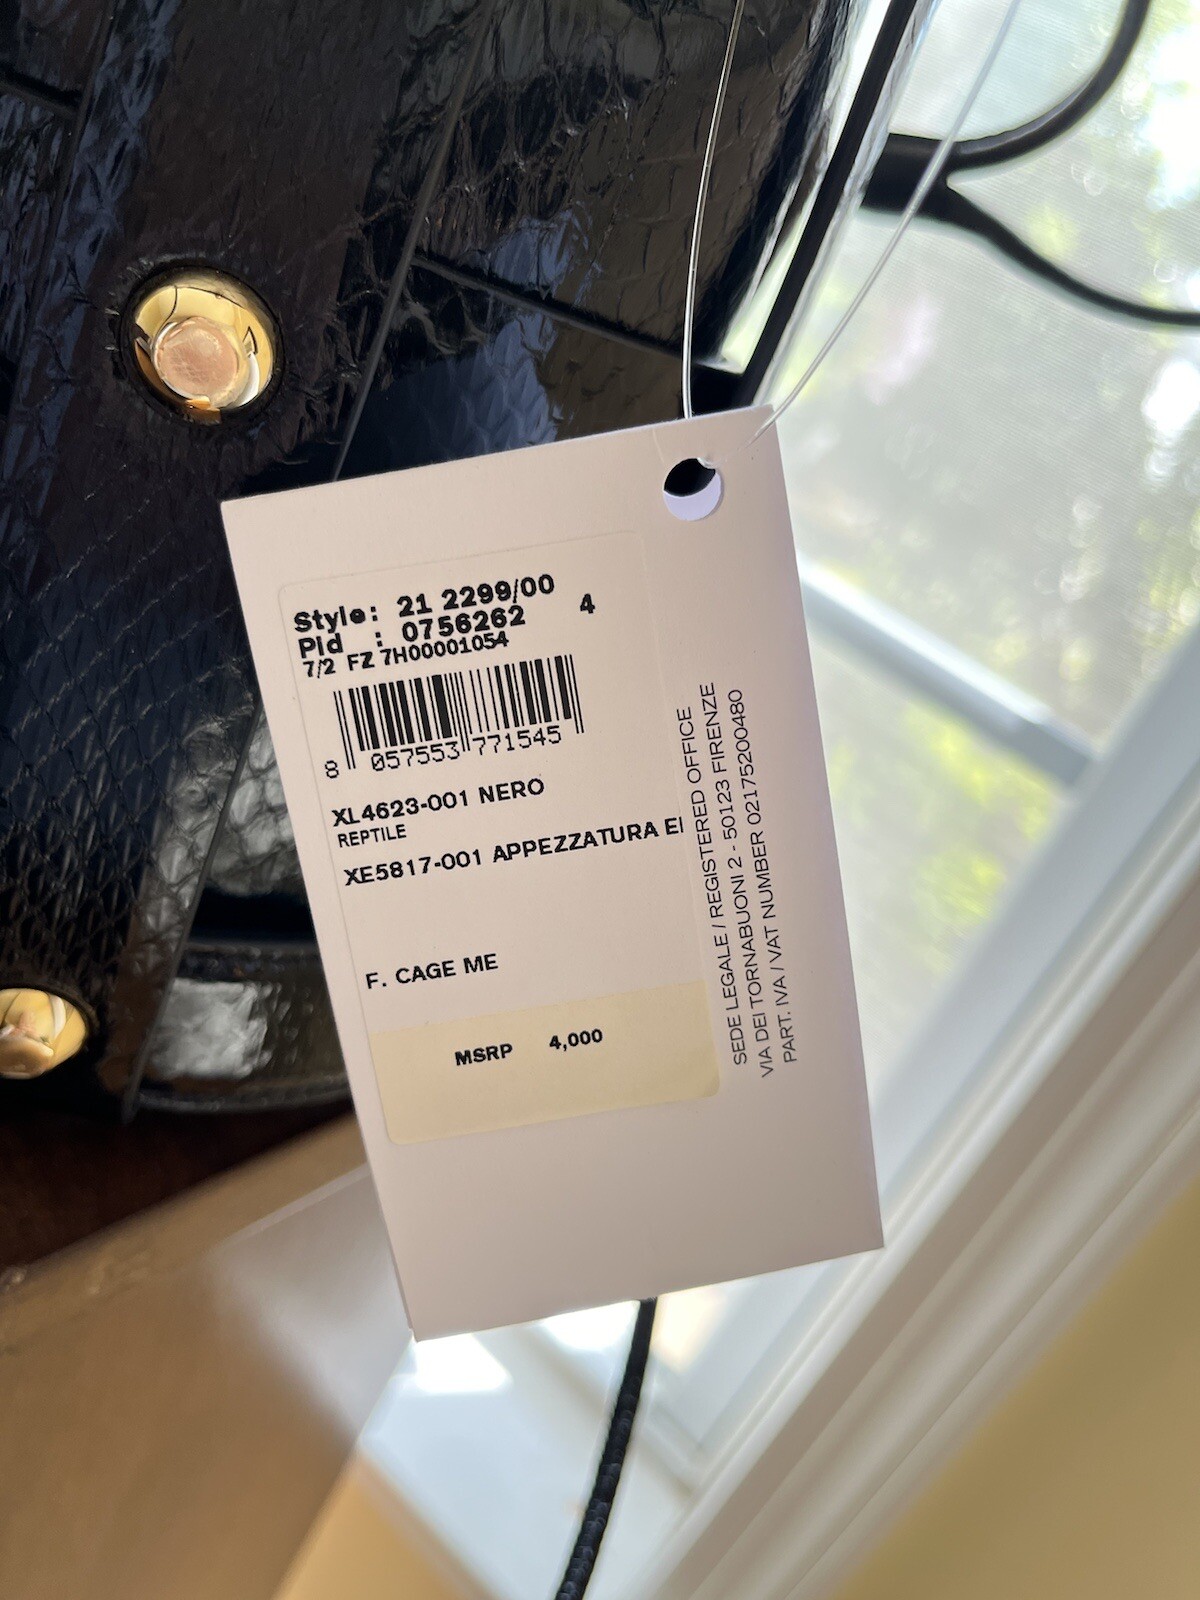 Style: 21 2299/00
Pld : 0756262 4
7/2 FZ 7H00001054
8 057553 771545
XL4623-001 NERO
REPTILE
XE5817-001 APPEZZATURA
F. CAGE ME
MSRP 4,000
SEDE LEGALE / REGISTERED OFFICE
VIA DEI TORNABUONI 2 - 50123 FIRENZE
PART. IVA / VAT NUMBER 02175200480